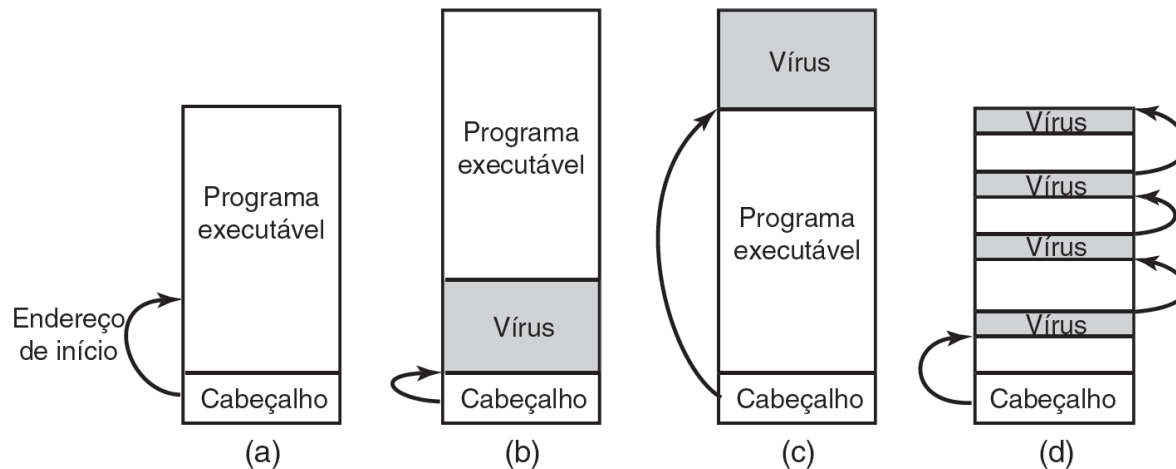 Programa
executável
Endereço
de início
Cabeçalho
(a)
Programa
executável
Vírus
Cabeçalho
(b)
Vírus
Programa
executável
Cabeçalho
(c)
Vírus
Vírus
Vírus
Vírus
Cabeçalho
(d)